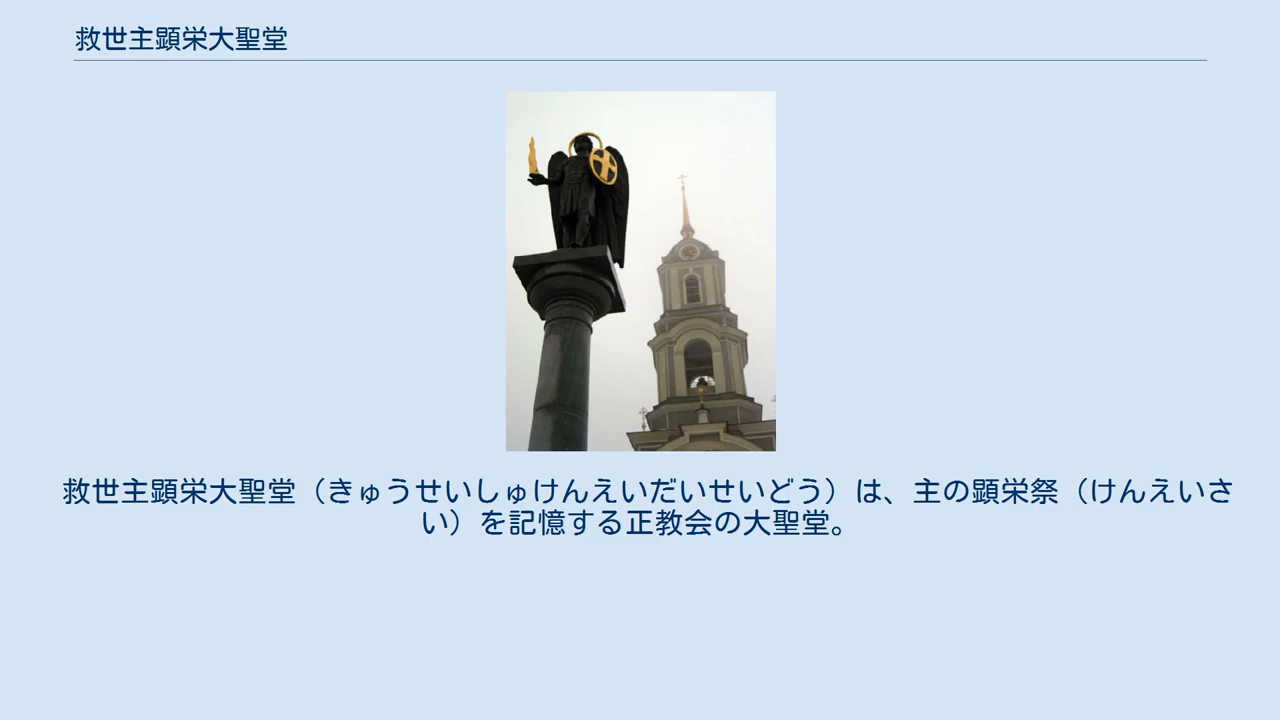 救世主顕栄大聖堂
救世主顕栄大聖堂（きゅうせいしゅけんえいだいせいどう）は、主の顕栄祭（けんえいさ
い）を記憶する正教会の大聖堂。